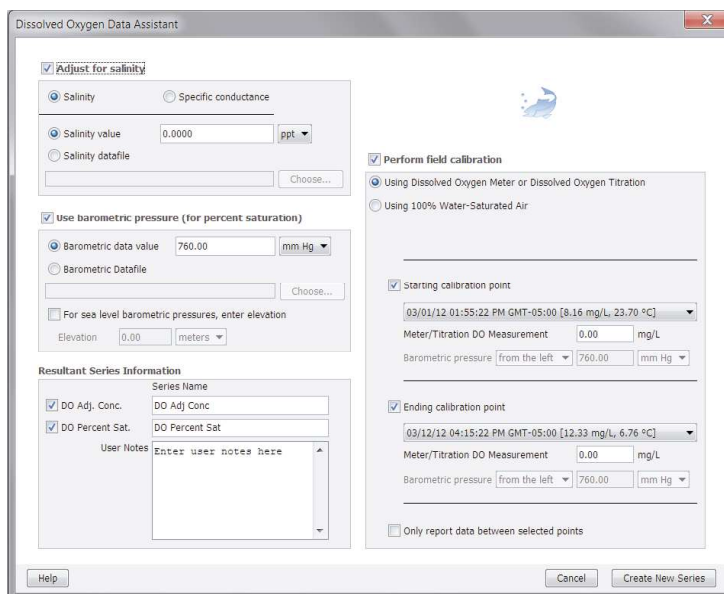 Dissolved Oxygen Data Assistant
Adjust for salinity
Salinity Specific conductance
Salinity value 0.0000 ppt
Salinity datafile
Choose...
Use barometric pressure (for percent saturation)
Barometric data value 760.00 mm Hg
Barometric Datafile
Choose...
For sea level barometric pressures, enter elevation
Elevation 0.00 meters
Resultant Series Information
Series Name
DO Adj. Conc. DO Adj Conc
DO Percent Sat. DO Percent Sat
User Notes Enter user notes here
Perform field calibration
Using Dissolved Oxygen Meter or Dissolved Oxygen Titration
Using 100% Water-Saturated Air
Starting calibration point
03/01/12 01:55:22 PM GMT-05:00 [8.16 mg/L, 23.70 ºC]
Meter/Titration DO Measurement 0.00 mg/L
Barometric pressure from the left 760.00 mm Hg
Ending calibration point
03/12/12 04:15:22 PM GMT-05:00 [12.33 mg/L, 6.76 ºC]
Meter/Titration DO Measurement 0.00 mg/L
Barometric pressure from the left 760.00 mm Hg
Only report data between selected points
Help Cancel Create New Series